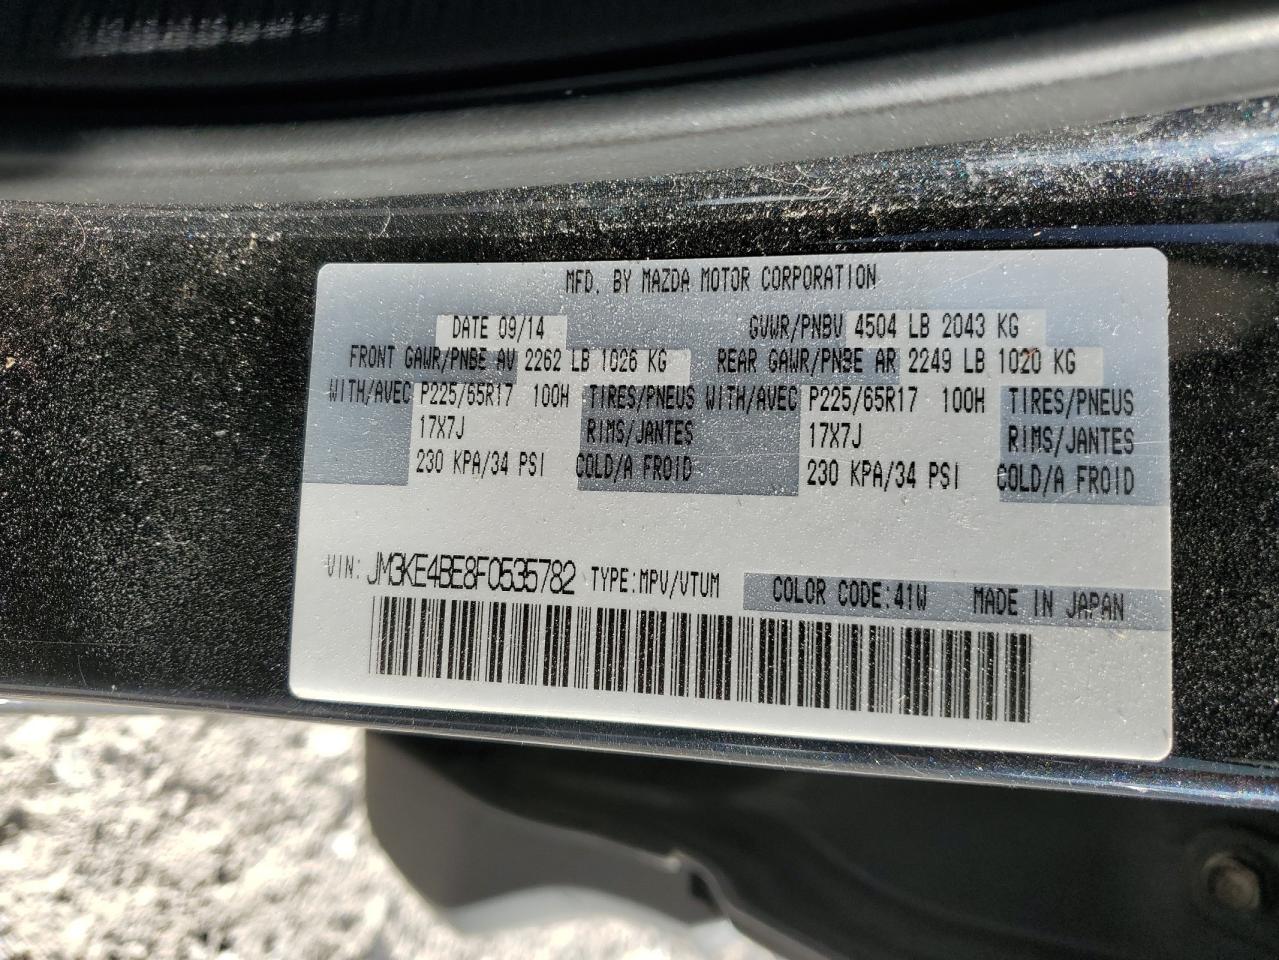 MFD. BY MAZDA MOTOR CORPORATION
DATE 09/14 GVWR/PNBV 4504 LB 2043 KG
FRONT GAWR/PNBE AV 2262 LB 1026 KG REAR GAWR/PNBE AR 2249 LB 1020 KG
WITH/AVEC P225/65R17 100H TIRES/PNEUS WITH/AVEC P225/65R17 100H TIRES/PNEUS
17X7J RIMS/JANTES 17X7J RIMS/JANTES
230 KPA/34 PSI COLD/A FROID 230 KPA/34 PSI COLD/A FROID
VIN: JM3KE4BE8F0535782 TYPE:MPV/VTUM COLOR CODE:41W MADE IN JAPAN